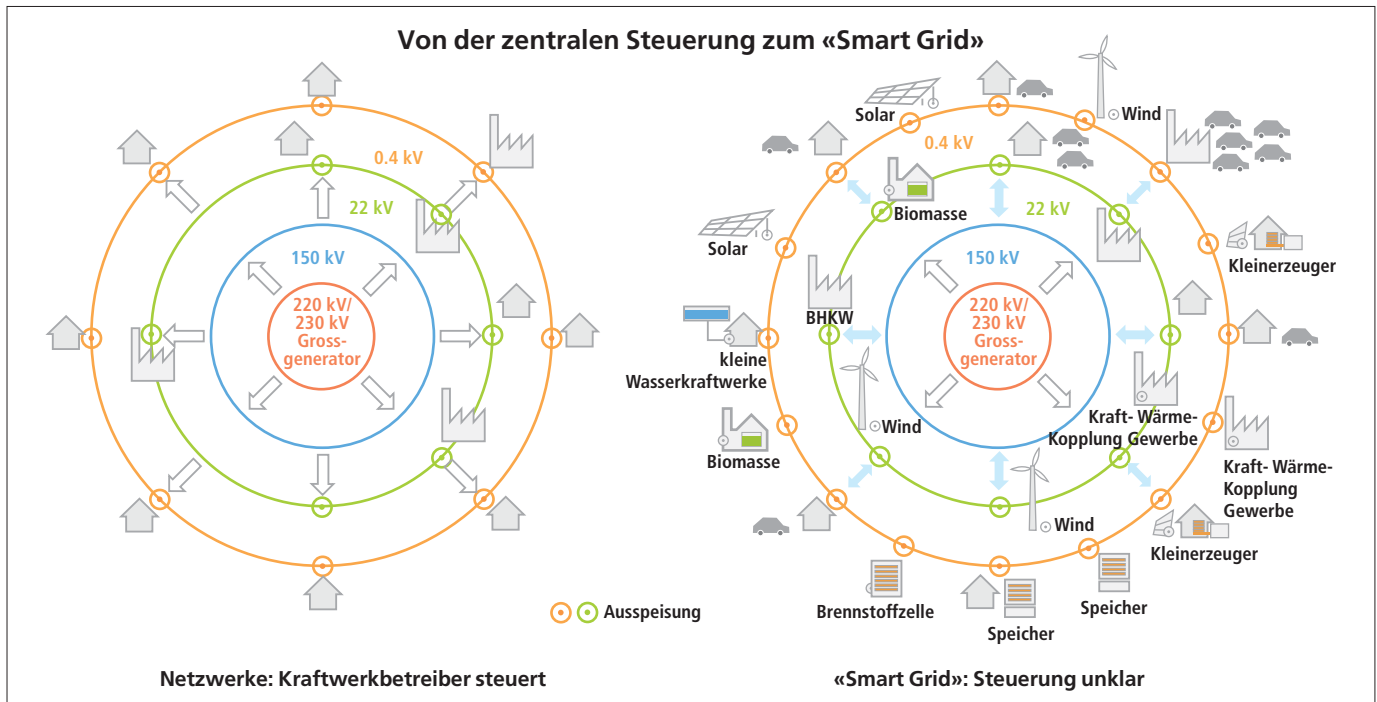 Von der zentralen Steuerung zum «Smart Grid»
0.4 kV
22 kV
150 kV
220 kV/
230 kV
Gross-
generator
Ausspeisung
Netzwerke: Kraftwerkbetreiber steuert
Solar
Wind
0.4 kV
Biomasse
22 kV
Solar
150 kV
Kleinerzeuger
BHKW
220 kV/
230 kV
Gross-
generator
kleine
Wasserkraftwerke
Wind
Kraft- Wärme-
Kopplung Gewerbe
Biomasse
Kraft- Wärme-
Kopplung
Gewerbe
Wind
Kleinerzeuger
Brennstoffzelle
Speicher
Speicher
«Smart Grid»: Steuerung unklar